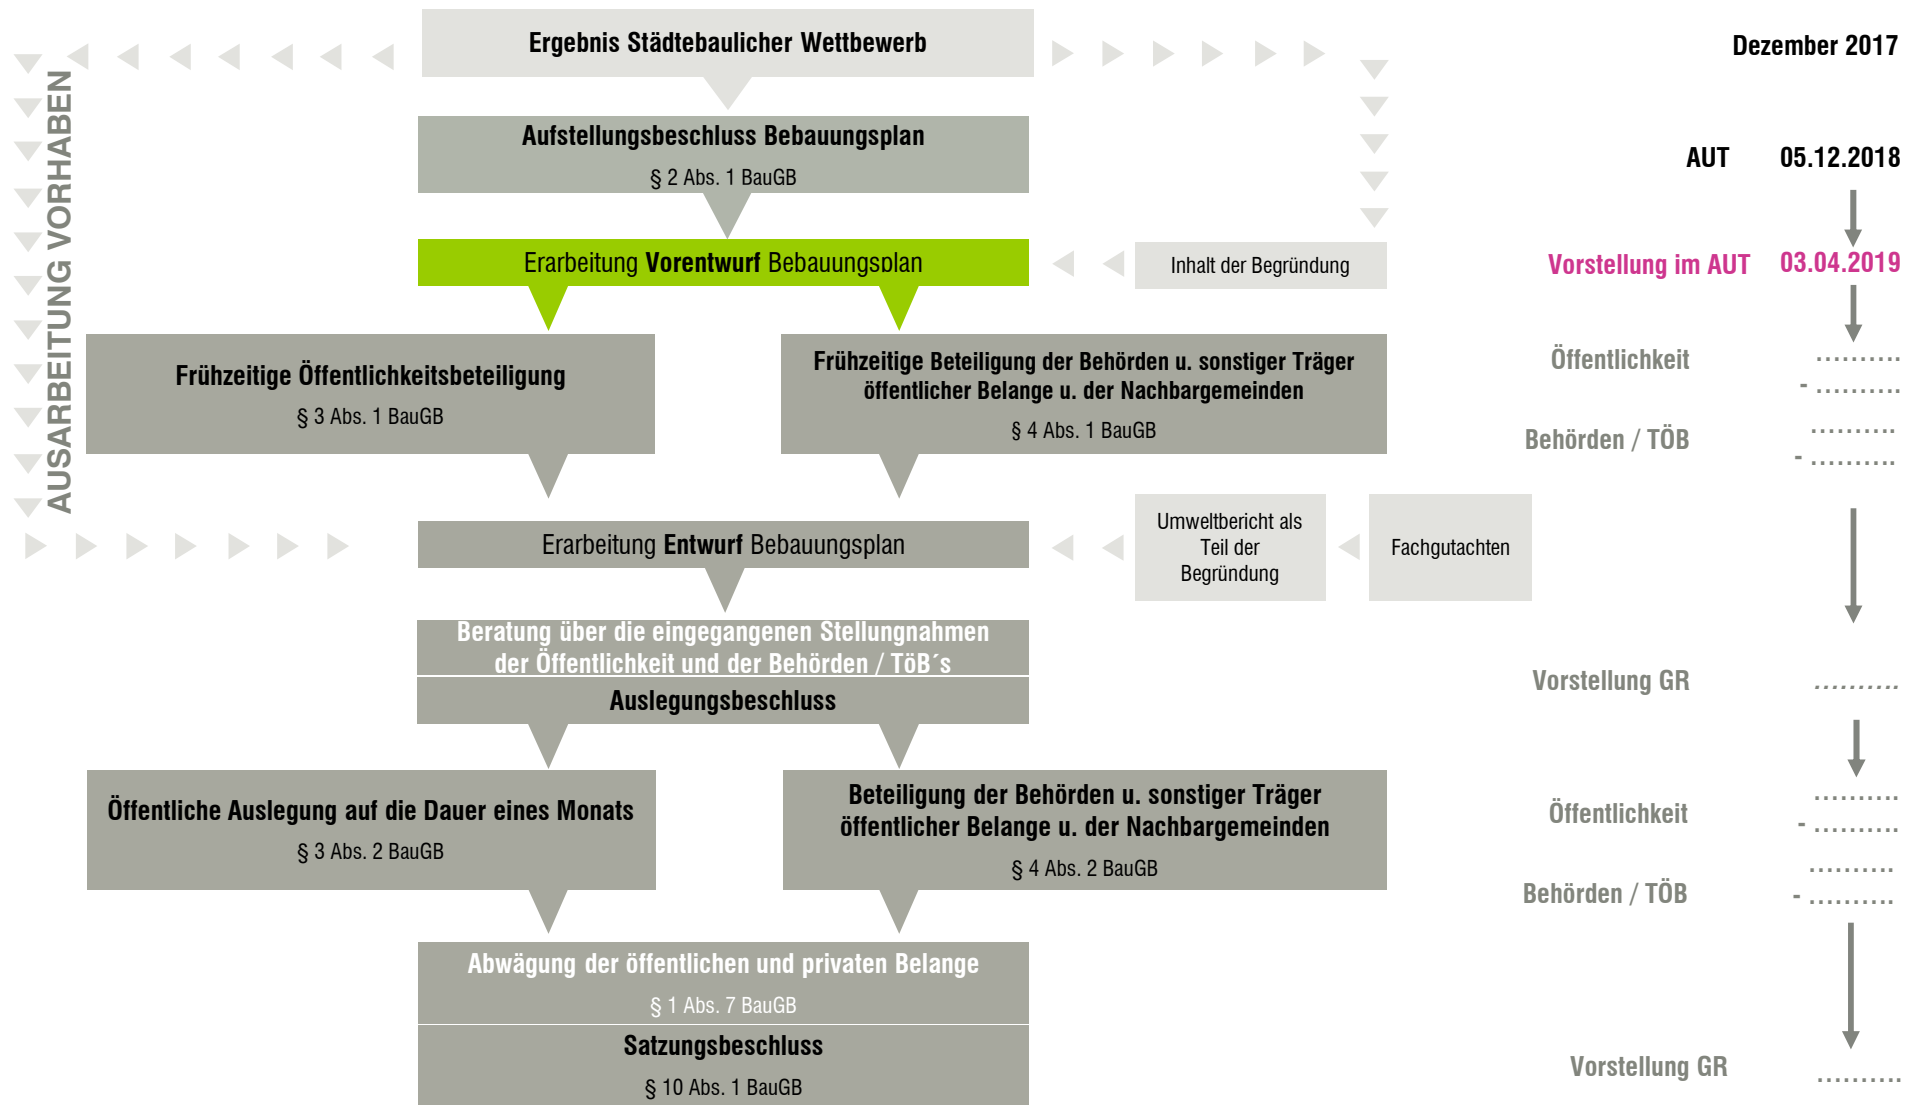 Ergebnis Städtebaulicher Wettbewerb
Dezember 2017
AUSARBEITUNG VORHABEN
Aufstellungsbeschluss Bebauungsplan
§ 2 Abs. 1 BauGB
AUT 05.12.2018
Erarbeitung Vorentwurf Bebauungsplan
Inhalt der Begründung
Vorstellung im AUT 03.04.2019
Frühzeitige Öffentlichkeitsbeteiligung
§ 3 Abs. 1 BauGB
Frühzeitige Beteiligung der Behörden u. sonstiger Träger
öffentlicher Belange u. der Nachbargemeinden
§ 4 Abs. 1 BauGB
Öffentlichkeit ..........
- ..........
Behörden / TÖB ..........
- ..........
Erarbeitung Entwurf Bebauungsplan
Umweltbericht als
Teil der
Begründung
Fachgutachten
Beratung über die eingegangenen Stellungnahmen
der Öffentlichkeit und der Behörden / TöB´s
Auslegungsbeschluss
Vorstellung GR ..........
Öffentliche Auslegung auf die Dauer eines Monats
§ 3 Abs. 2 BauGB
Beteiligung der Behörden u. sonstiger Träger
öffentlicher Belange u. der Nachbargemeinden
§ 4 Abs. 2 BauGB
Öffentlichkeit ..........
- ..........
Behörden / TÖB ..........
- ..........
Abwägung der öffentlichen und privaten Belange
§ 1 Abs. 7 BauGB
Satzungsbeschluss
§ 10 Abs. 1 BauGB
Vorstellung GR ..........